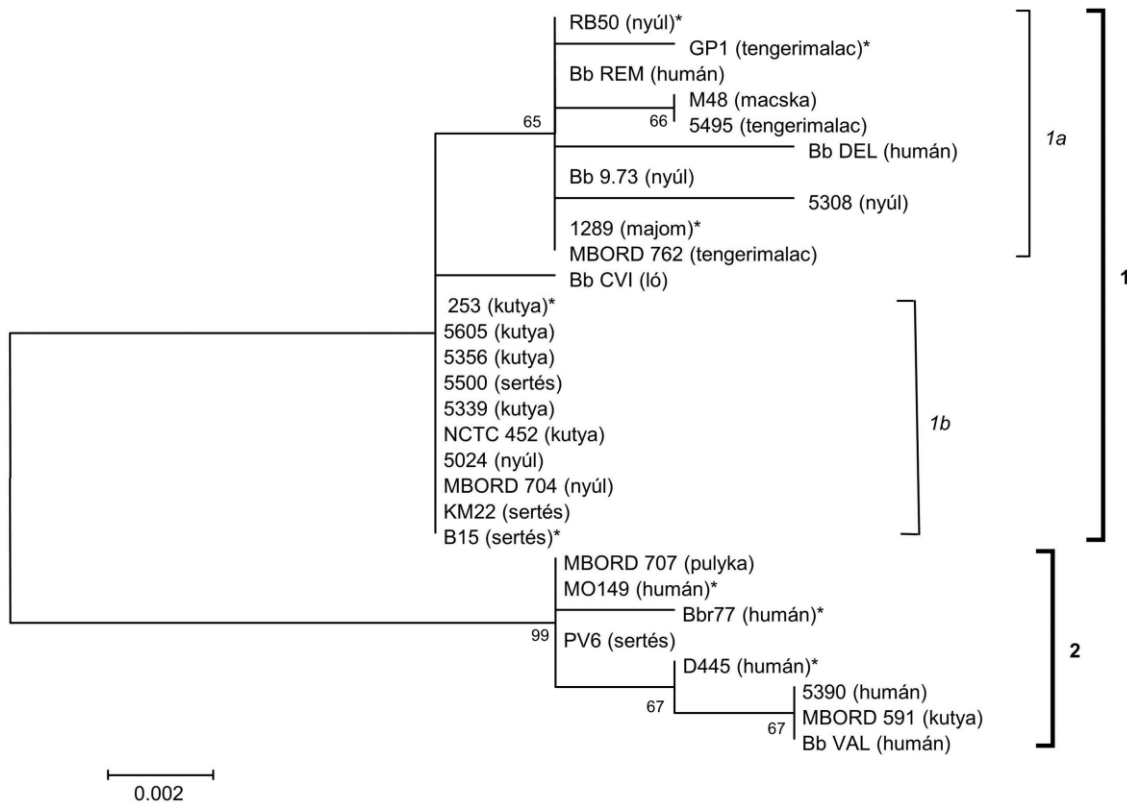 RB50 (nyúl)*
GP1 (tengerimalac)*
Bb REM (humán)
M48 (macska)
65
66
5495 (tengerimalac)
1a
Bb DEL (humán)
Bb 9.73 (nyúl)
5308 (nyúl)
1289 (majom)*
MBORD 762 (tengerimalac)
Bb CVI (ló)
1
253 (kutya)*
5605 (kutya)
5356 (kutya)
5500 (sertés)
5339 (kutya)
1b
NCTC 452 (kutya)
5024 (nyúl)
MBORD 704 (nyúl)
KM22 (sertés)
B15 (sertés)*
MBORD 707 (pulyka)
MO149 (humán)*
Bbr77 (humán)*
99
PV6 (sertés)
2
D445 (humán)*
5390 (humán)
67
MBORD 591 (kutya)
67
Bb VAL (humán)
0.002